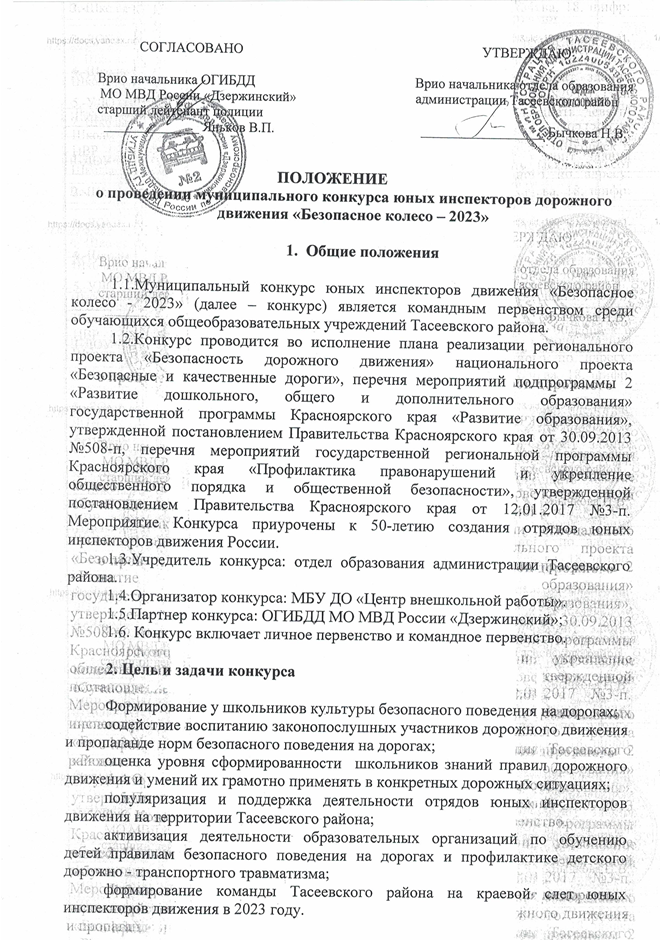 СОГЛАСОВАНО
Врио начальника ОГИБДД
МО МВД России «Дзержинский»
старший лейтенант полиции
Яньков В.П.
УТВЕРЖДАЮ:
Врио начальника отдела образования
администрации Тасеевского район
Бычкова Н.В.
№2
ПОЛОЖЕНИЕ
о проведении муниципального конкурса юных инспекторов дорожного
движения «Безопасное колесо – 2023»
1. Общие положения
1.1.Муниципальный конкурс юных инспекторов движения «Безопасное
колесо - 2023» (далее – конкурс) является командным первенством среди
обучающихся общеобразовательных учреждений Тасеевского района.
1.2.Конкурс проводится во исполнение плана реализации регионального
проекта «Безопасность дорожного движения» национального проекта
«Безопасные и качественные дороги», перечня мероприятий подпрограммы 2
«Развитие дошкольного, общего и дополнительного образования»
государственной программы Красноярского края «Развитие образования»,
утвержденной постановлением Правительства Красноярского края от 30.09.2013
№508-п, перечня мероприятий государственной региональной программы
Красноярского края «Профилактика правонарушений и укрепление
общественного порядка и общественной безопасности», утвержденной
постановлением Правительства Красноярского края от 12.01.2017 №3-п.
Мероприятие Конкурса приурочены к 50-летию создания отрядов юных
инспекторов движения России.
1.3.Учредитель конкурса: отдел образования администрации Тасеевского
района.
1.4.Организатор конкурса: МБУ ДО «Центр внешкольной работы».
1.5.Партнер конкурса: ОГИБДД МО МВД России «Дзержинский»;
1.6. Конкурс включает личное первенство и командное первенство.
2. Цель и задачи конкурса
Формирование у школьников культуры безопасного поведения на дорогах;
содействие воспитанию законопослушных участников дорожного движения
и пропаганде норм безопасного поведения на дорогах;
оценка уровня сформированности школьников знаний правил дорожного
движения и умений их грамотно применять в конкретных дорожных ситуациях;
популяризация и поддержка деятельности отрядов юных инспекторов
движения на территории Тасеевского района;
активизация деятельности образовательных организаций по обучению
детей правилам безопасного поведения на дорогах и профилактике детского
дорожно - транспортного травматизма;
формирование команды Тасеевского района на краевой слет юных
инспекторов движения в 2023 году.